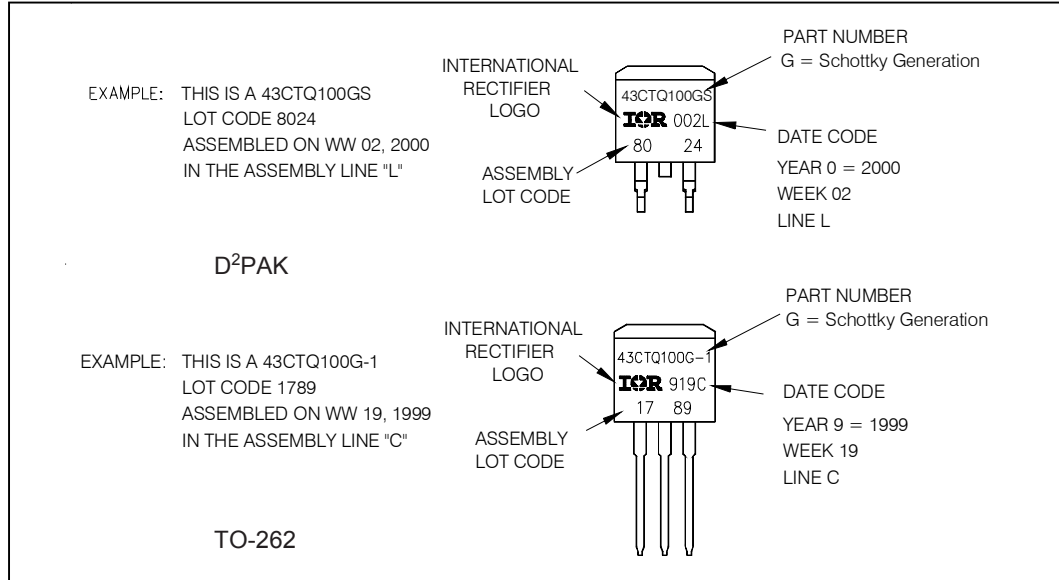 EXAMPLE: THIS IS A 43CTQ100GS
LOT CODE 8024
ASSEMBLED ON WW 02, 2000
IN THE ASSEMBLY LINE "L"
INTERNATIONAL
RECTIFIER
LOGO
ASSEMBLY
LOT CODE
43CTQ100GS
IOR 002L
80 24
PART NUMBER
G = Schottky Generation
DATE CODE
YEAR 0 = 2000
WEEK 02
LINE L
D²PAK
EXAMPLE: THIS IS A 43CTQ100G-1
LOT CODE 1789
ASSEMBLED ON WW 19, 1999
IN THE ASSEMBLY LINE "C"
INTERNATIONAL
RECTIFIER
LOGO
ASSEMBLY
LOT CODE
43CTQ100G-1
IOR 919C
17 89
PART NUMBER
G = Schottky Generation
DATE CODE
YEAR 9 = 1999
WEEK 19
LINE C
TO-262